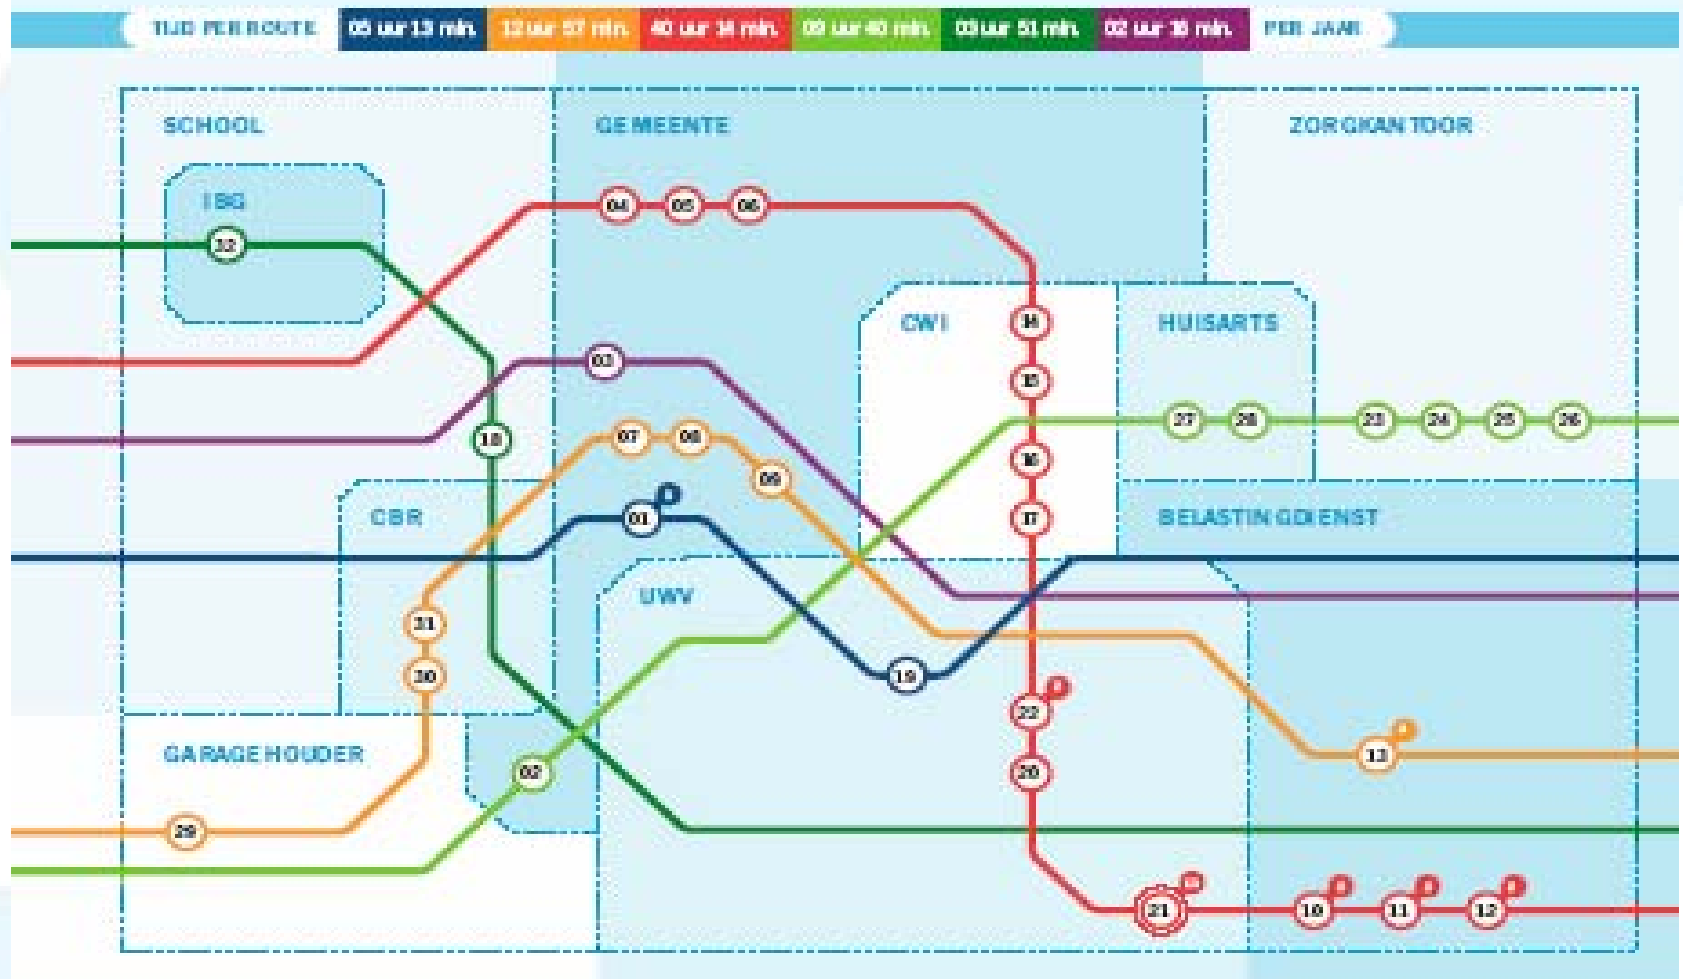 TIJD PER ROUTE 05 uur 13 min. 12 uur 57 min. 40 uur 14 min. 09 uur 40 min. 03 uur 51 min. 02 uur 16 min. PER JAAR
SCHOOL GEMEENTE ZORGKANTOOR
IBG
04 05 06
32
CWI 14 HUISARTS
03
15
27 28 23 24 25 26
18 07 08
16
09
CBR 01 17 BELASTINGDIENST
UWV
31
30 19
22
GARAGEHOUDER 13
02 20
29
21 10 11 12